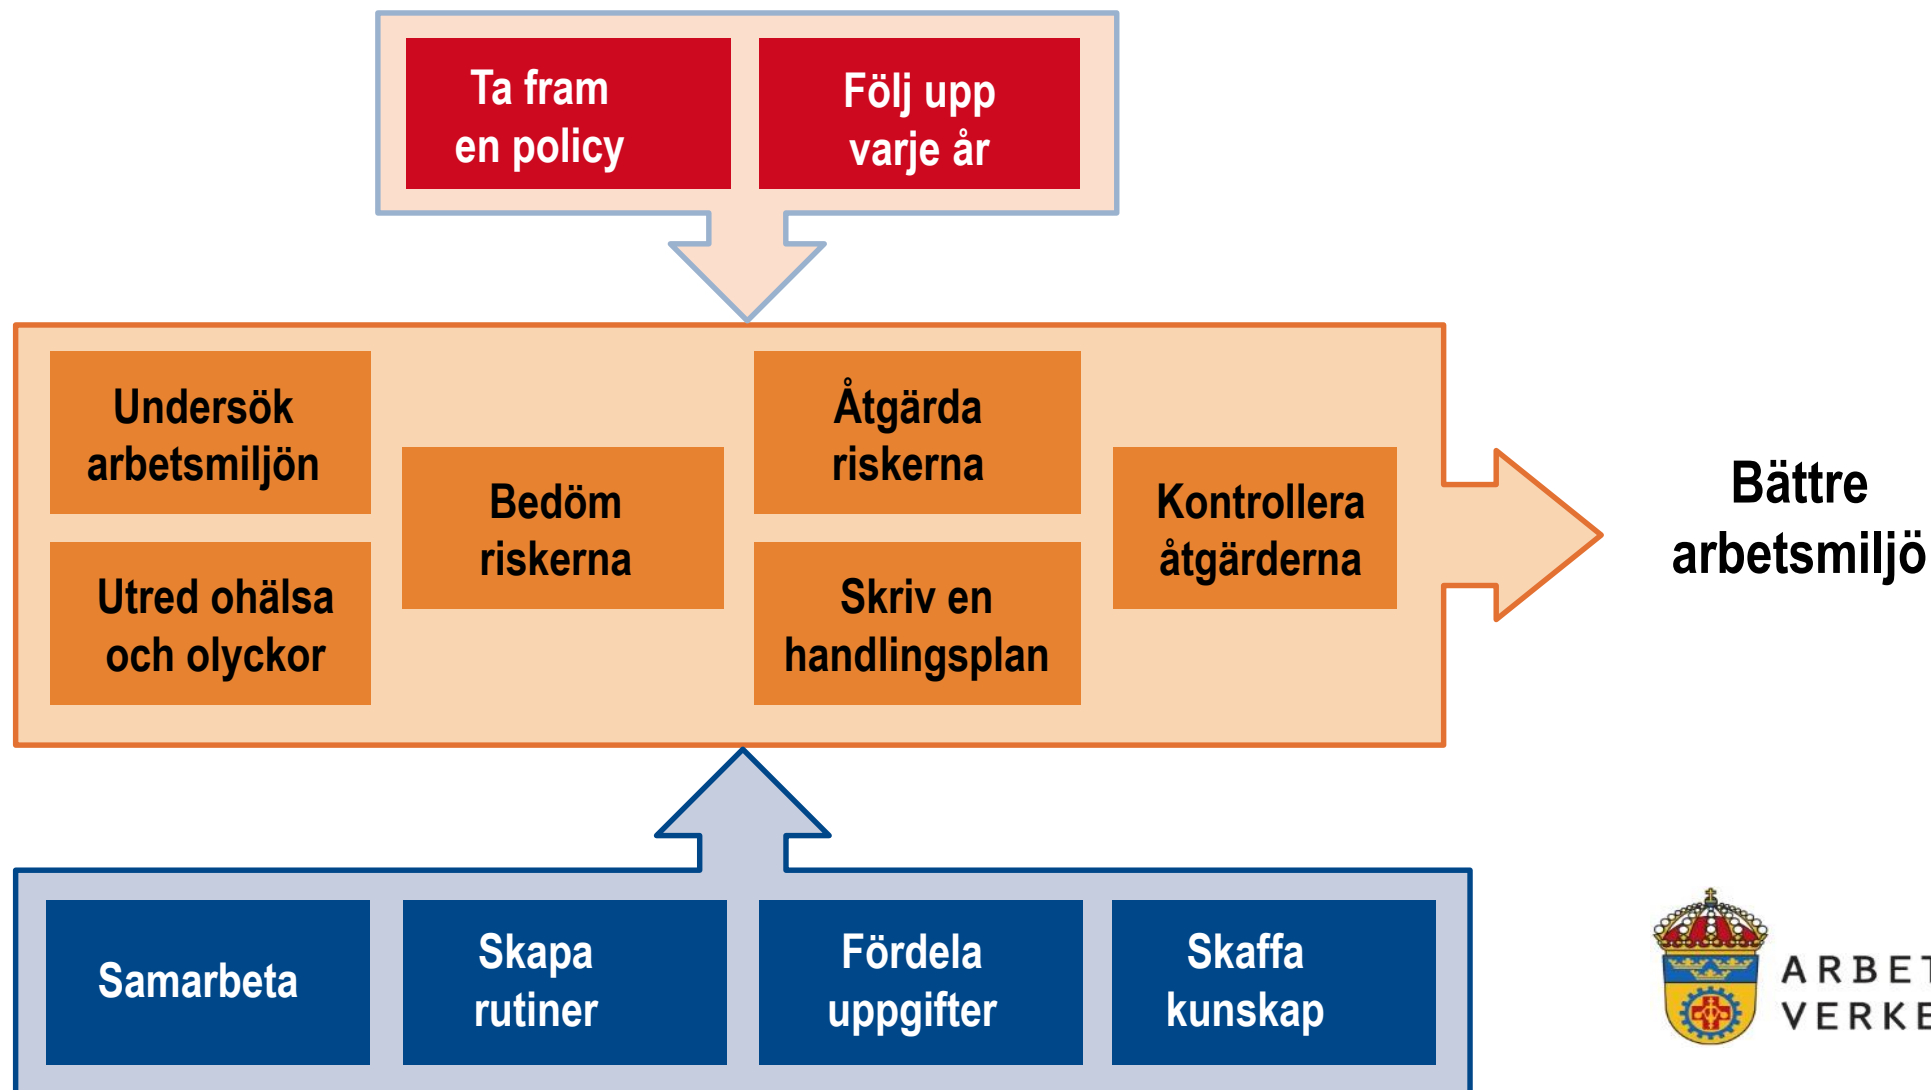 Ta fram
en policy
Följ upp
varje år
Undersök
arbetsmiljön
Utred ohälsa
och olyckor
Bedöm
riskerna
Åtgärda
riskerna
Skriv en
handlingsplan
Kontrollera
åtgärderna
Bättre
arbetsmiljö
Samarbeta
Skapa
rutiner
Fördela
uppgifter
Skaffa
kunskap